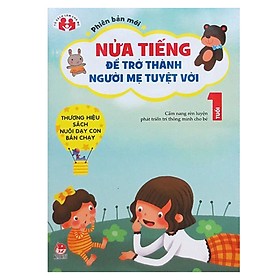 Phiên bản mới
NỬA TIẾNG
ĐỂ TRỞ THÀNH
NGƯỜI MẸ TUYỆT VỜI
Cẩm nang rèn luyện
phát triển trí thông minh cho bé
1
TUỔI
THƯƠNG HIỆU
SÁCH
NUÔI DẠY CON
BÁN CHẠY